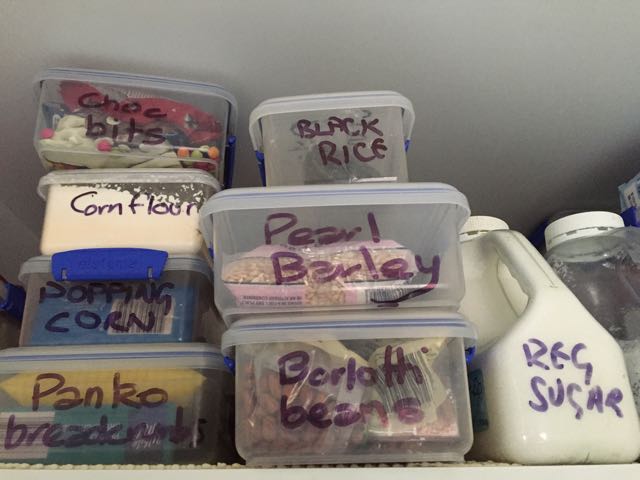 Choc
bits
Cornflour
POPPING
CORN
Panko
breadcrumbs
BLACK
RICE
Pearl
Barley
Borlotti
beans
REG
SUGAR